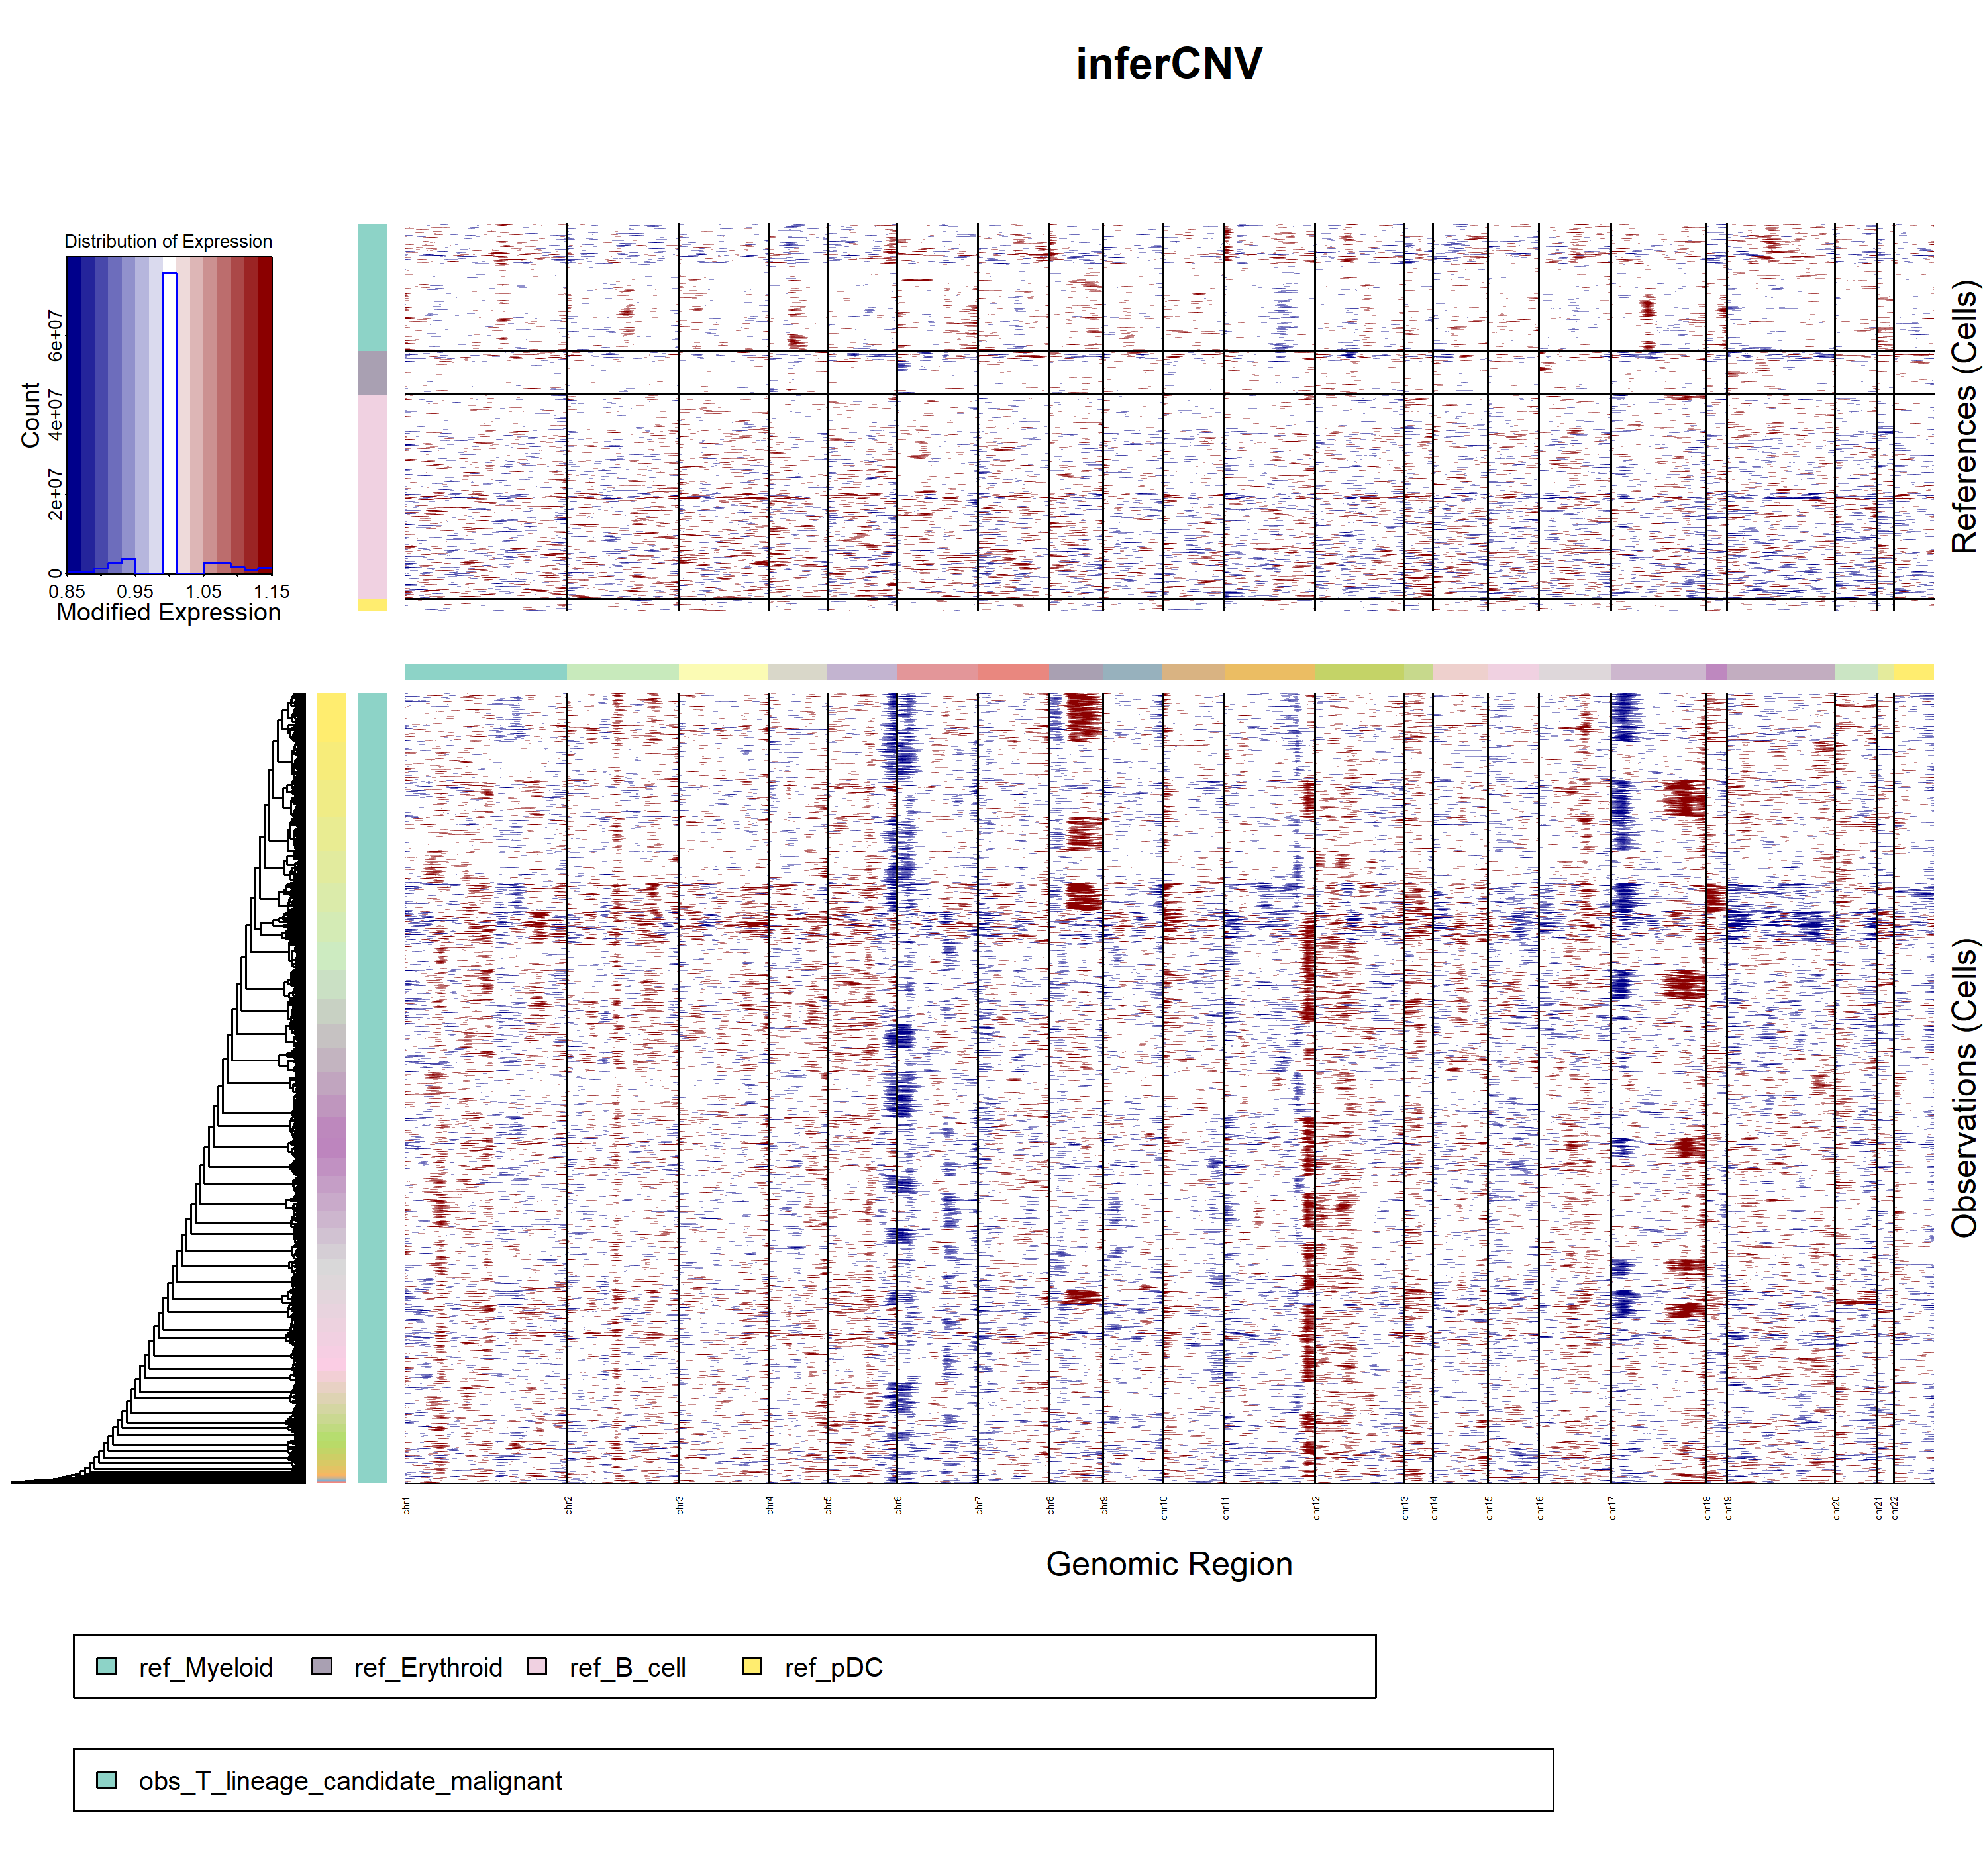 inferCNV
Distribution of Expression
Count
0 2e+07 4e+07 6e+07
0.85 0.95 1.05 1.15
Modified Expression
References (Cells)
Observations (Cells)
chr1 chr2 chr3 chr4 chr5 chr6 chr7 chr8 chr9 chr10 chr11 chr12 chr13 chr14 chr15 chr16 chr17 chr18 chr19 chr20 chr21 chr22
Genomic Region
ref_Myeloid ref_Erythroid ref_B_cell ref_pDC
obs_T_lineage_candidate_malignant